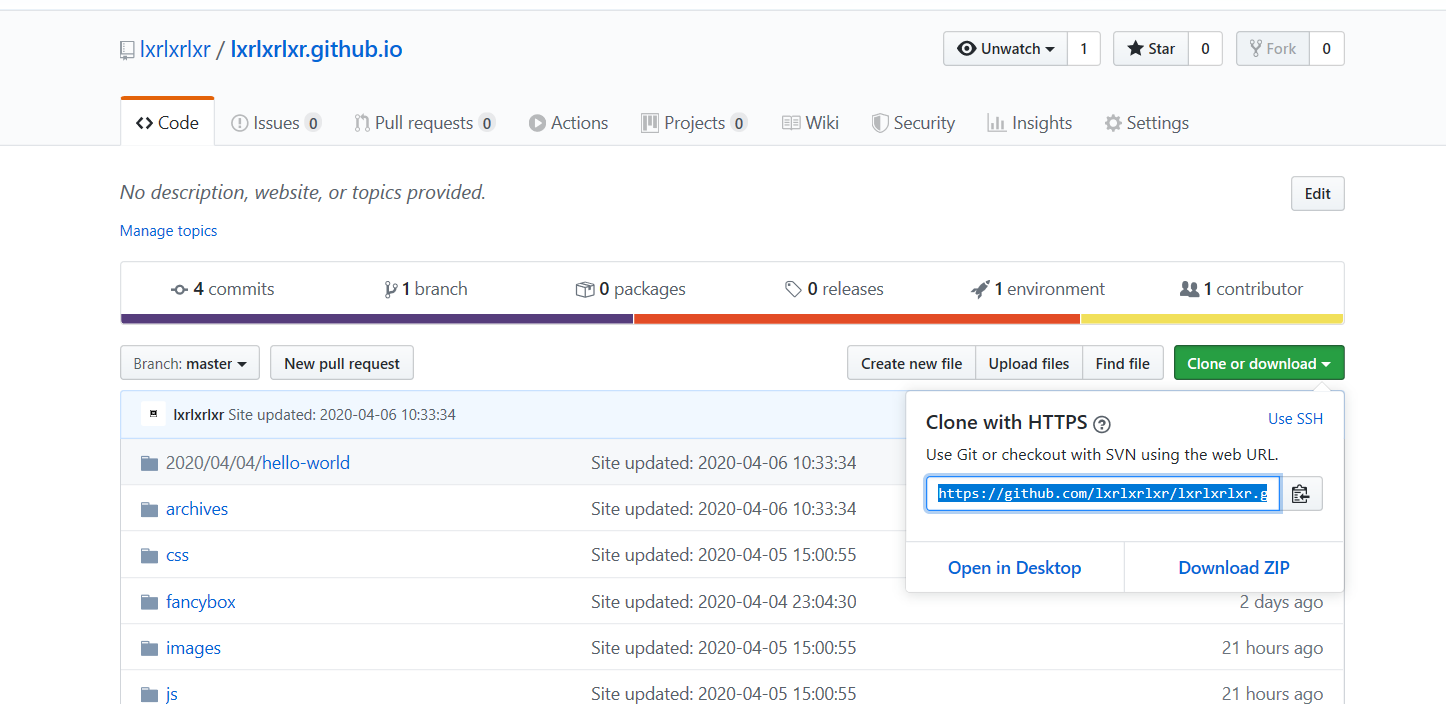 lxrlxrlxr / lxrlxrlxr.github.io
Unwatch 1 Star 0 Fork 0
Code Issues 0 Pull requests 0 Actions Projects 0 Wiki Security Insights Settings
No description, website, or topics provided.
Edit
Manage topics
4 commits 1 branch 0 packages 0 releases 1 environment 1 contributor
Branch: master New pull request Create new file Upload files Find file Clone or download
lxrlxrlxr Site updated: 2020-04-06 10:33:34
Clone with HTTPS ? Use SSH
Use Git or checkout with SVN using the web URL.
https://github.com/lxrlxrlxr/lxrlxrlxr.g
Open in Desktop Download ZIP
2020/04/04/hello-world Site updated: 2020-04-06 10:33:34
archives Site updated: 2020-04-06 10:33:34
css Site updated: 2020-04-05 15:00:55
fancybox Site updated: 2020-04-04 23:04:30 2 days ago
images Site updated: 2020-04-05 15:00:55 21 hours ago
js Site updated: 2020-04-05 15:00:55 21 hours ago